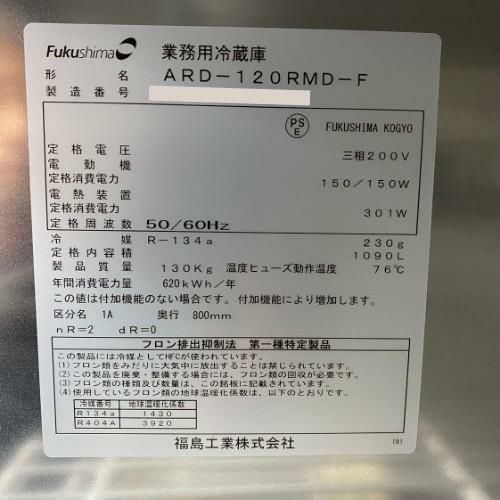 Fukushima 業務用冷蔵庫
形名 ARD-120RMD-F
製造番号
PSE FUKUSHIMA KOGYO
定格電圧 三相200V
電動機
定格消費電力 150/150W
電熱装置
定格消費電力 301W
定格周波数 50/60Hz
冷媒 R-134a 230g
定格内容積 1090L
製品質量 130Kg 温度ヒューズ動作温度 76℃
年間消費電力量 620kWh/年
この値は付加機能のない場合です。付加機能により増加します。
区分名 1A 奥行 800mm
nR=2 dR=0
フロン排出抑制法 第一種特定製品
この製品には冷媒としてHFCが使われています。
(1)フロン類をみだりに大気中に放出することは禁じられています。
(2)この製品を廃棄・整備する場合には、フロン類の回収が必要です。
(3)フロン類の種類及び数量は、この銘板に記載されています。
(4)使用しているフロン類の地球温暖化係数は、以下のとおりです。
冷媒番号 地球温暖化係数
R134a 1430
R404A 3920
福島工業株式会社
191